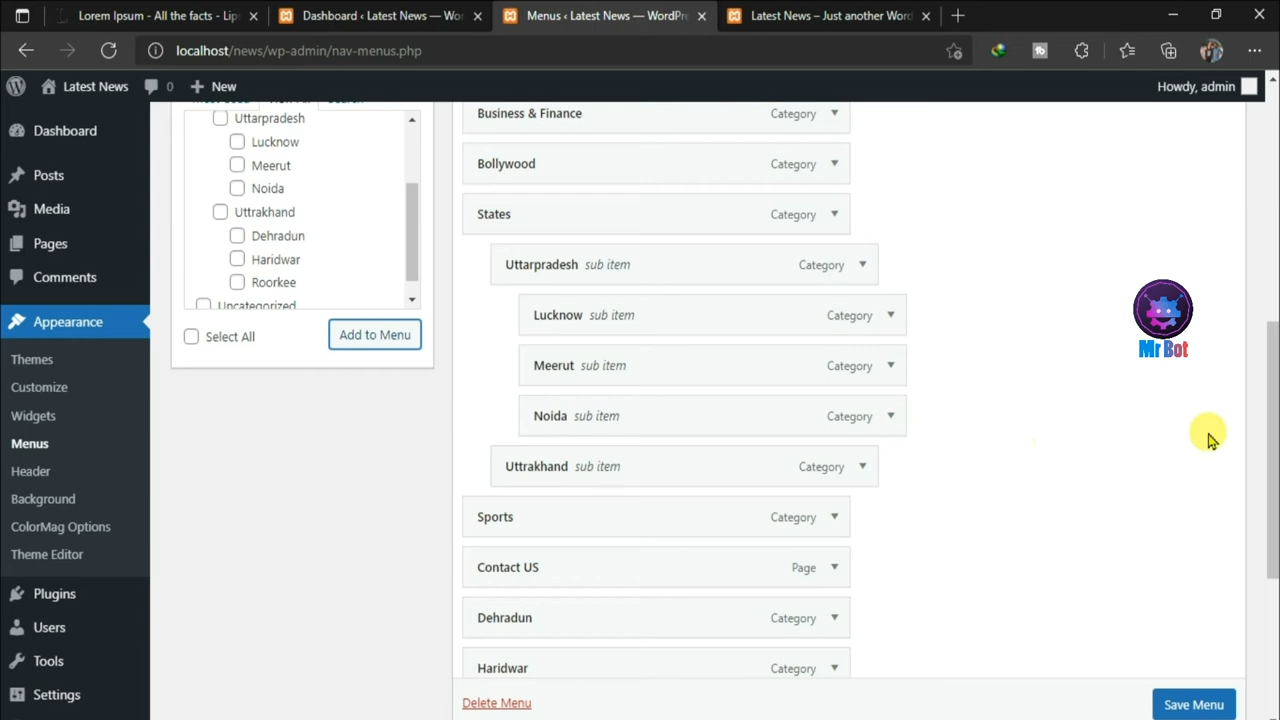 Lorem Ipsum - All the facts - Lips
Dashboard ‹ Latest News — Wor
Menus ‹ Latest News — WordPre
Latest News – Just another Word
localhost/news/wp-admin/nav-menus.php
Latest News
0
New
Howdy, admin
Dashboard
Posts
Media
Pages
Comments
Appearance
Themes
Customize
Widgets
Menus
Header
Background
ColorMag Options
Theme Editor
Plugins
Users
Tools
Settings
Uttarpradesh
Lucknow
Meerut
Noida
Uttrakhand
Dehradun
Haridwar
Roorkee
Uncategorized
Select All
Add to Menu
Business & Finance Category
Bollywood Category
States Category
Uttarpradesh sub item Category
Lucknow sub item Category
Meerut sub item Category
Noida sub item Category
Uttrakhand sub item Category
Sports Category
Contact US Page
Dehradun Category
Haridwar Category
Delete Menu
Save Menu
Mr Bot